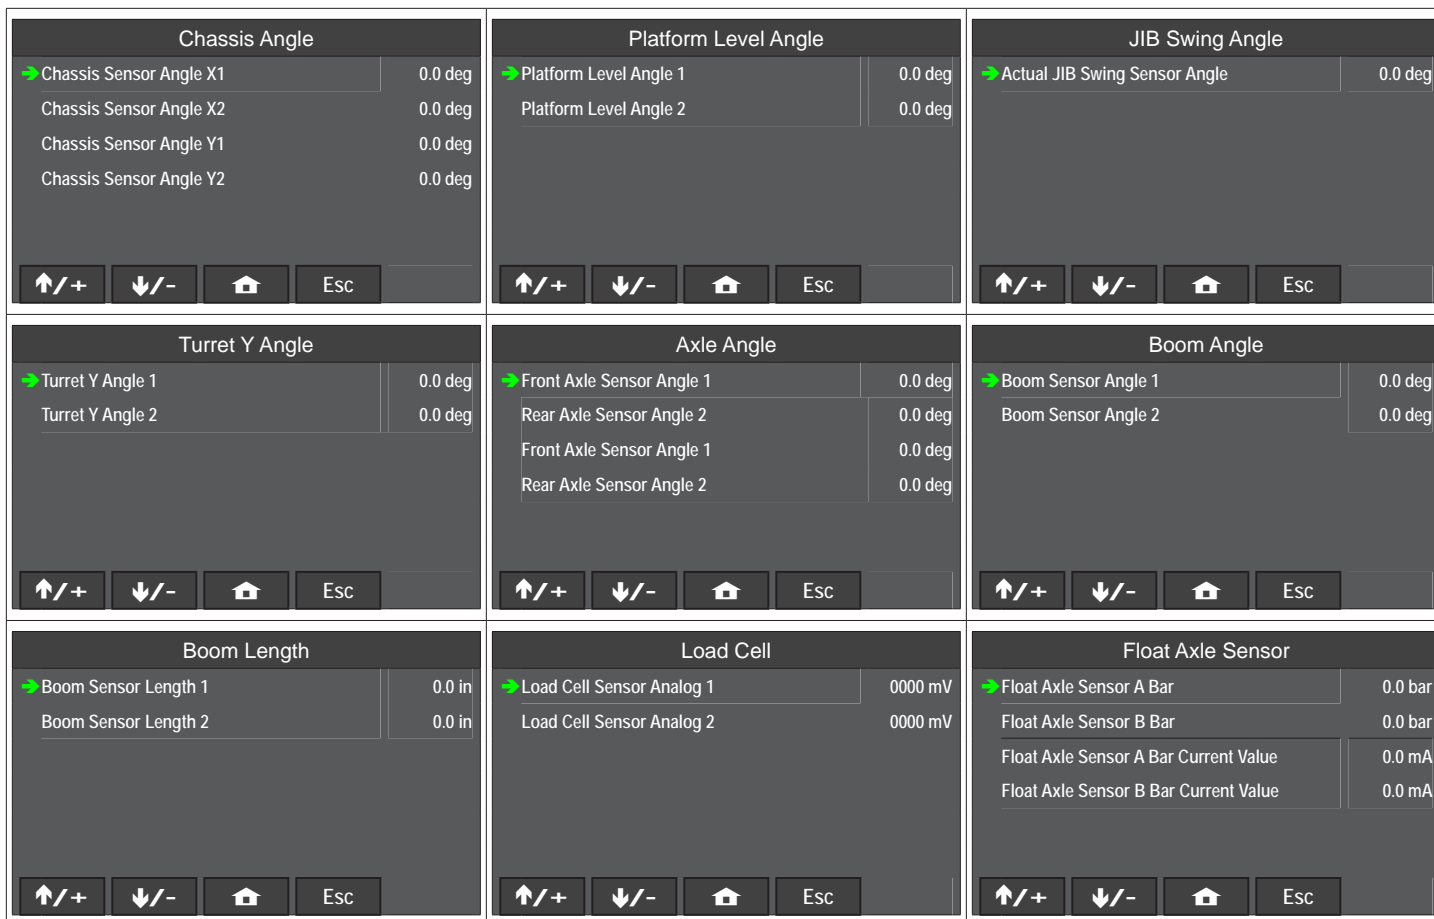 Chassis Angle
Chassis Sensor Angle X1 0.0 deg
Chassis Sensor Angle X2 0.0 deg
Chassis Sensor Angle Y1 0.0 deg
Chassis Sensor Angle Y2 0.0 deg
/+ /- Esc
Platform Level Angle
Platform Level Angle 1 0.0 deg
Platform Level Angle 2 0.0 deg
/+ /- Esc
JIB Swing Angle
Actual JIB Swing Sensor Angle 0.0 deg
/+ /- Esc
Turret Y Angle
Turret Y Angle 1 0.0 deg
Turret Y Angle 2 0.0 deg
/+ /- Esc
Axle Angle
Front Axle Sensor Angle 1 0.0 deg
Rear Axle Sensor Angle 2 0.0 deg
Front Axle Sensor Angle 1 0.0 deg
Rear Axle Sensor Angle 2 0.0 deg
/+ /- Esc
Boom Angle
Boom Sensor Angle 1 0.0 deg
Boom Sensor Angle 2 0.0 deg
/+ /- Esc
Boom Length
Boom Sensor Length 1 0.0 in
Boom Sensor Length 2 0.0 in
/+ /- Esc
Load Cell
Load Cell Sensor Analog 1 0000 mV
Load Cell Sensor Analog 2 0000 mV
/+ /- Esc
Float Axle Sensor
Float Axle Sensor A Bar 0.0 bar
Float Axle Sensor B Bar 0.0 bar
Float Axle Sensor A Bar Current Value 0.0 mA
Float Axle Sensor B Bar Current Value 0.0 mA
/+ /- Esc